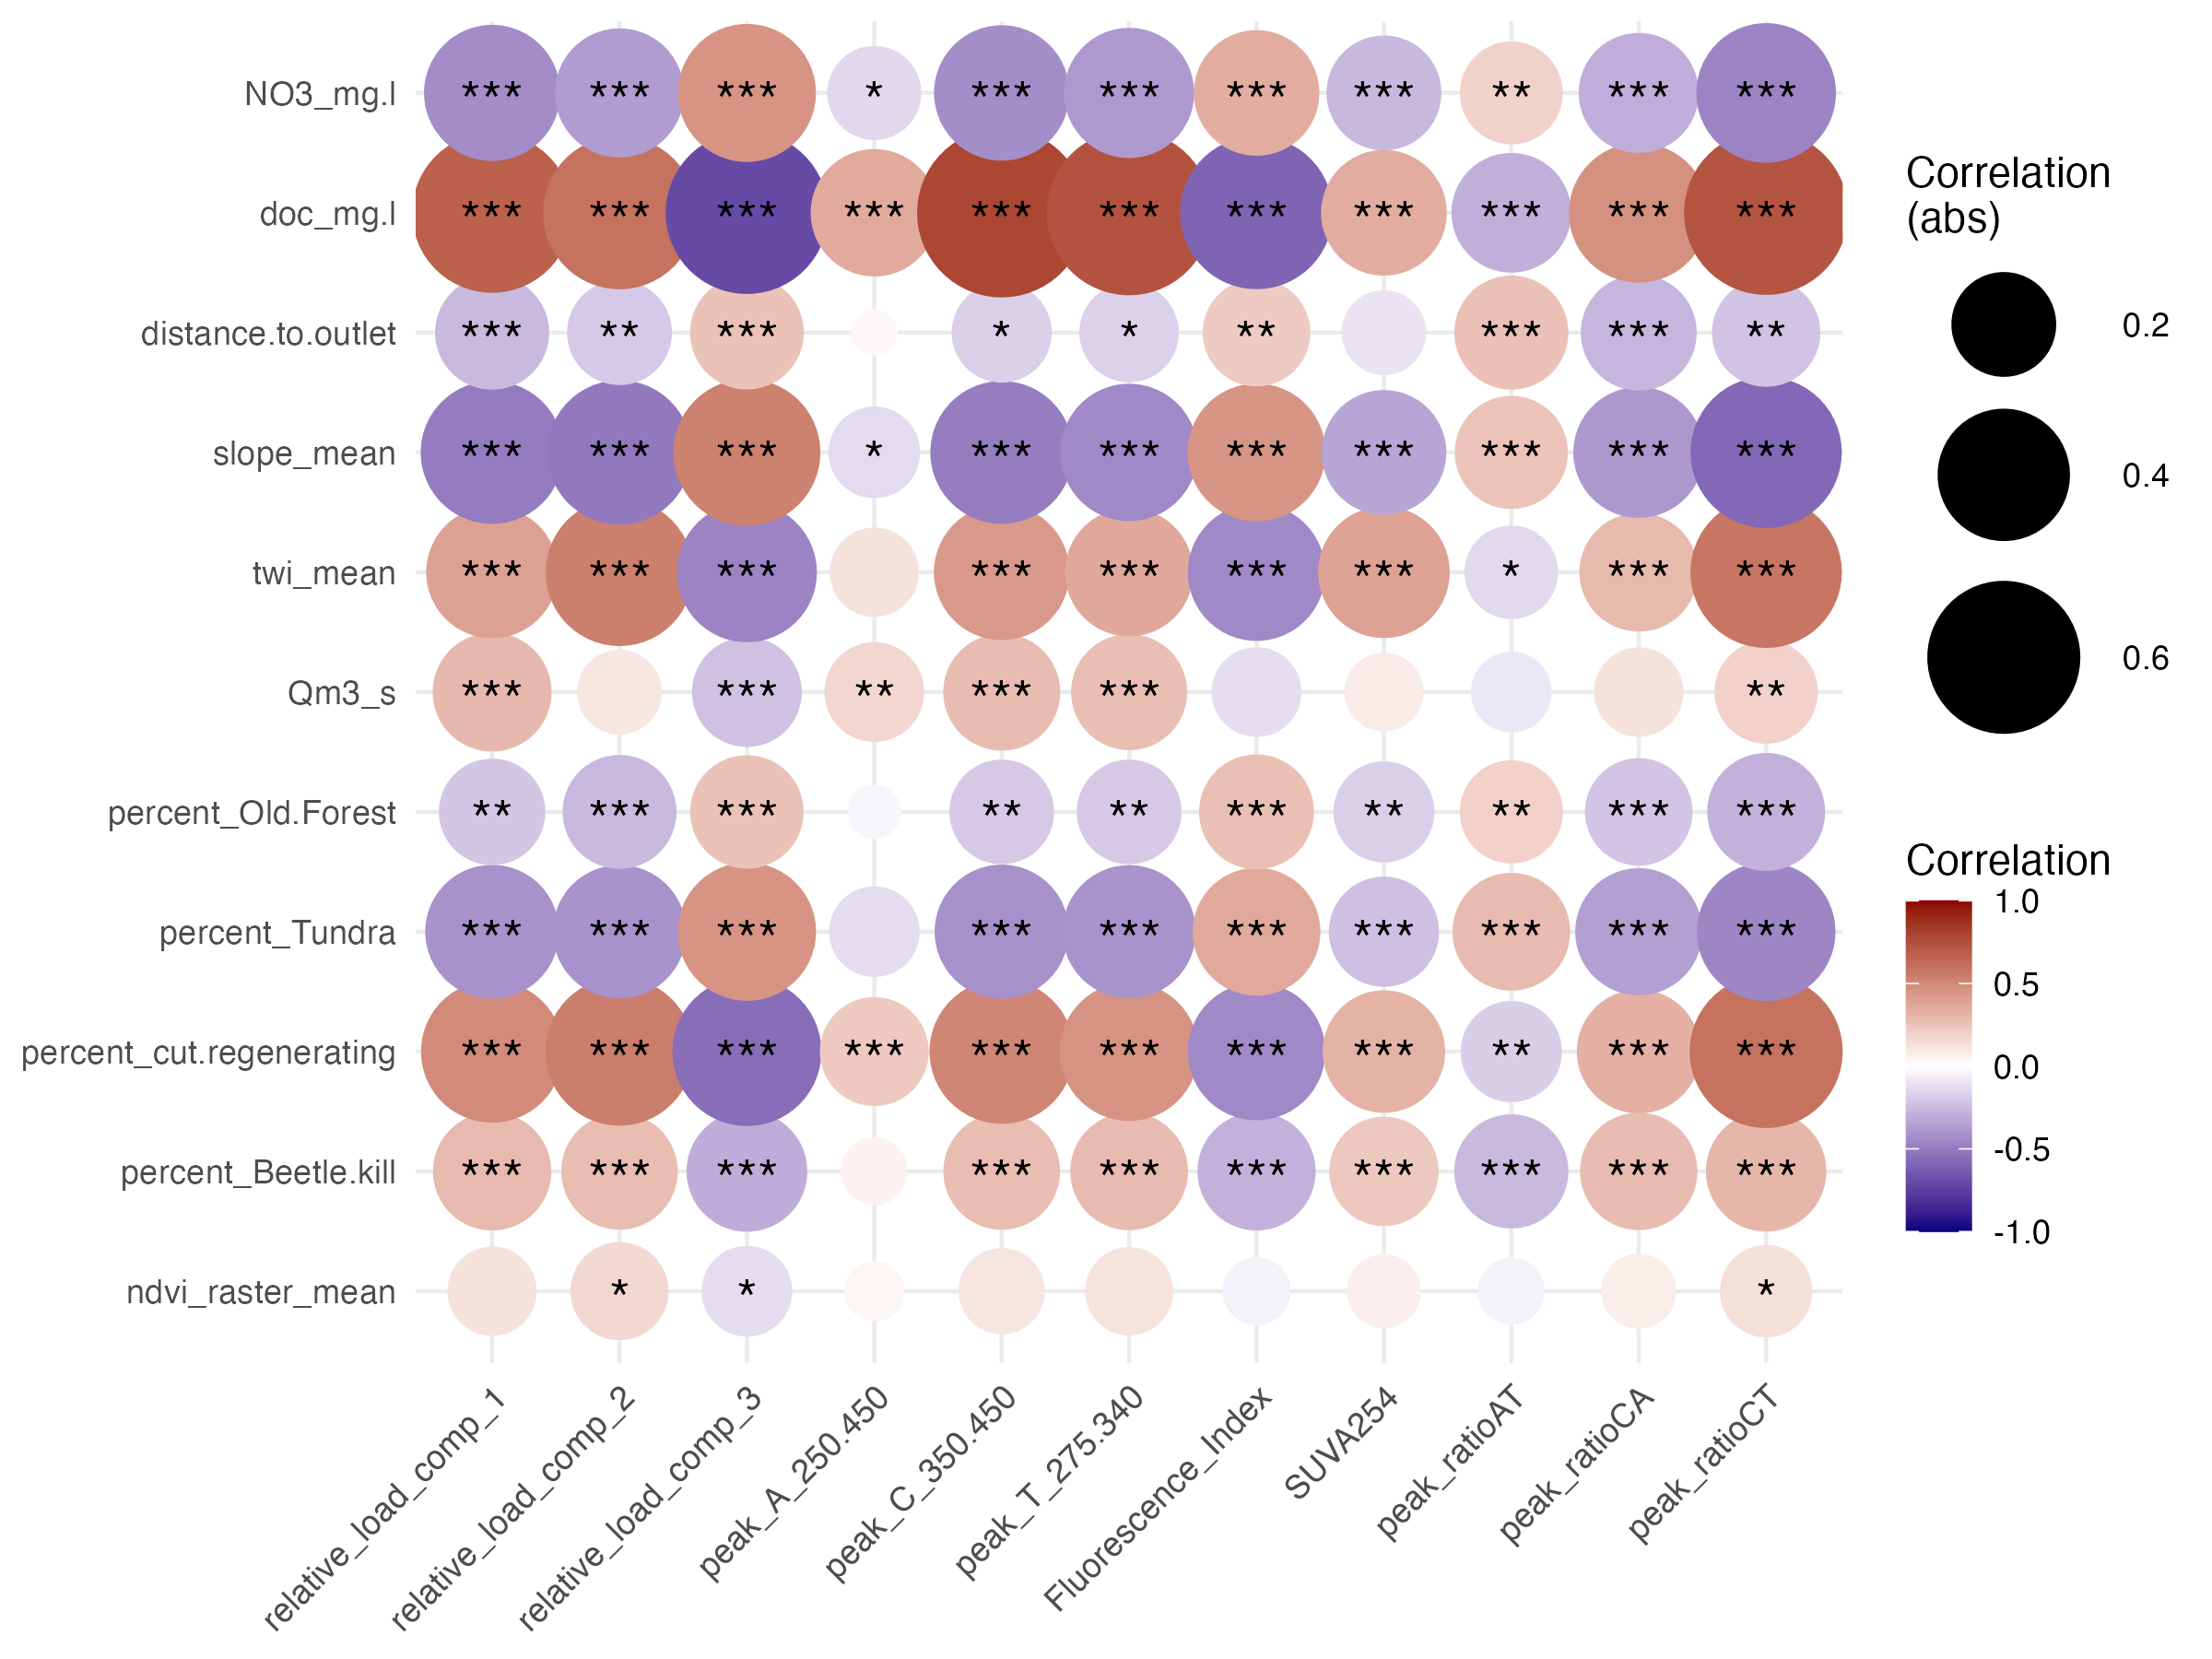 NO3_mg.l *** *** *** * *** *** *** *** ** *** ***
doc_mg.l *** *** *** *** *** *** *** *** *** *** ***
distance.to.outlet *** ** *** * * ** *** *** **
slope_mean *** *** *** * *** *** *** *** *** *** ***
twi_mean *** *** *** *** *** *** *** * *** ***
Qm3_s *** *** ** *** *** **
percent_Old.Forest ** *** *** ** ** *** ** ** *** ***
percent_Tundra *** *** *** *** *** *** *** *** *** ***
percent_cut.regenerating *** *** *** *** *** *** *** *** ** *** ***
percent_Beetle.kill *** *** *** *** *** *** *** *** *** ***
ndvi_raster_mean * * *
relative_load_comp_1
relative_load_comp_2
relative_load_comp_3
peak_A_250.450
peak_C_350.450
peak_T_275.340
Fluorescence_Index
SUVA254
peak_ratioAT
peak_ratioCA
peak_ratioCT
Correlation
(abs)
0.2
0.4
0.6
Correlation
1.0
0.5
0.0
-0.5
-1.0